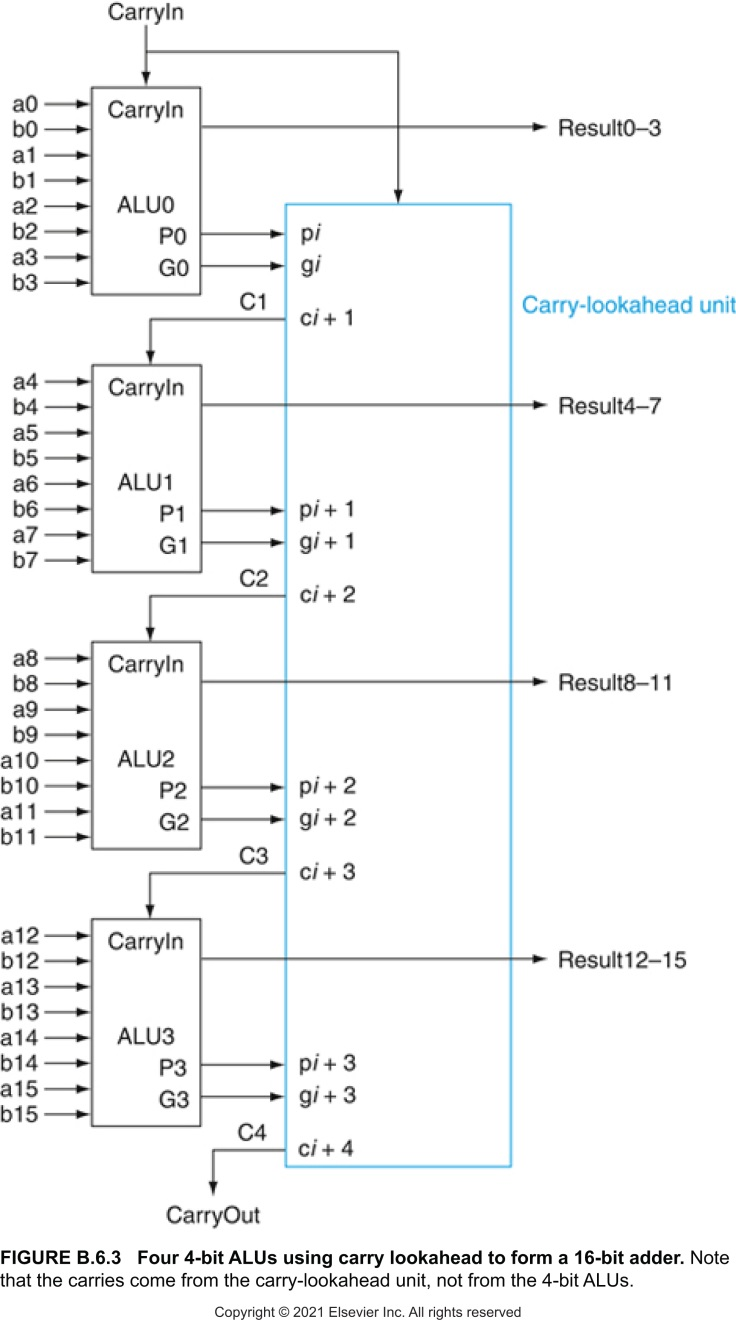 CarryIn
a0
b0
a1
b1
a2
b2
a3
b3
CarryIn
ALU0
P0
G0
Result0–3
pi
gi
Carry-lookahead unit
C1
ci + 1
a4
b4
a5
b5
a6
b6
a7
b7
CarryIn
ALU1
P1
G1
Result4–7
pi + 1
gi + 1
C2
ci + 2
a8
b8
a9
b9
a10
b10
a11
b11
CarryIn
ALU2
P2
G2
Result8–11
pi + 2
gi + 2
C3
ci + 3
a12
b12
a13
b13
a14
b14
a15
b15
CarryIn
ALU3
P3
G3
Result12–15
pi + 3
gi + 3
C4
ci + 4
CarryOut
FIGURE B.6.3 Four 4-bit ALUs using carry lookahead to form a 16-bit adder. Note
that the carries come from the carry-lookahead unit, not from the 4-bit ALUs.
Copyright © 2021 Elsevier Inc. All rights reserved